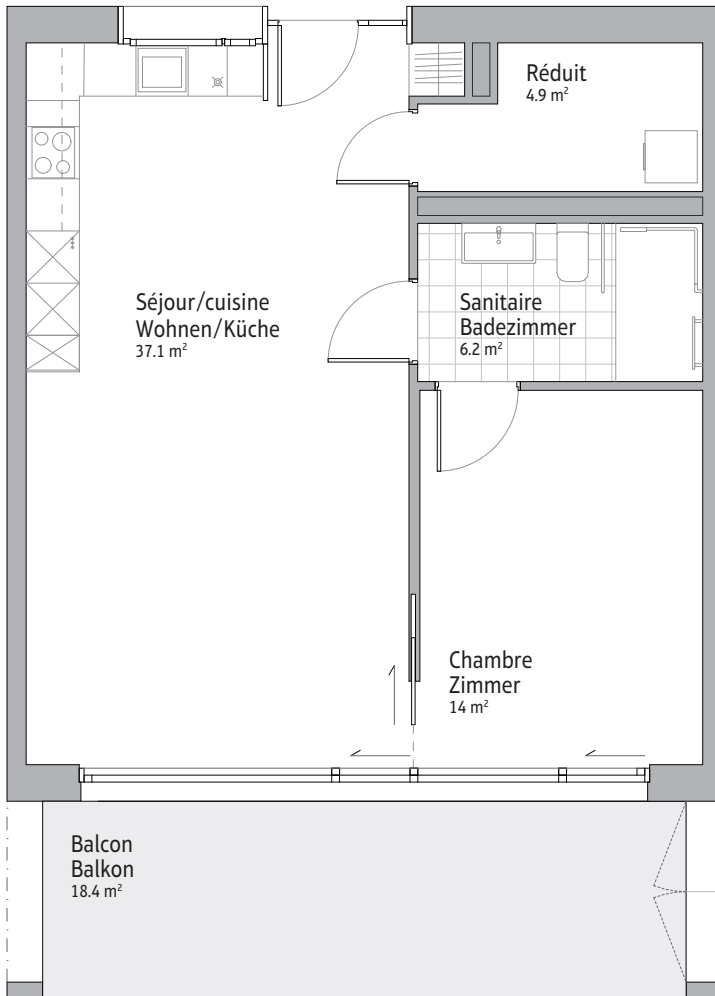 Réduit
4.9 m²
Séjour/cuisine
Wohnen/Küche
37.1 m²
Sanitaire
Badezimmer
6.2 m²
Chambre
Zimmer
14 m²
Balcon
Balkon
18.4 m²